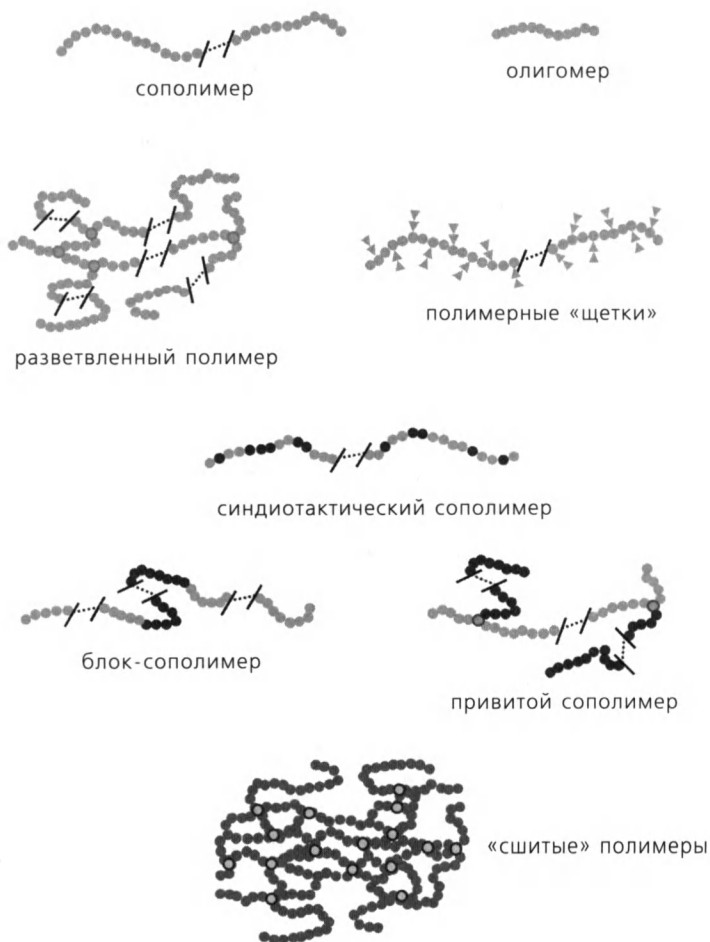 сополимер
олигомер
разветвленный полимер
полимерные «щетки»
синдиотактический сополимер
блок-сополимер
привитой сополимер
«сшитые» полимеры